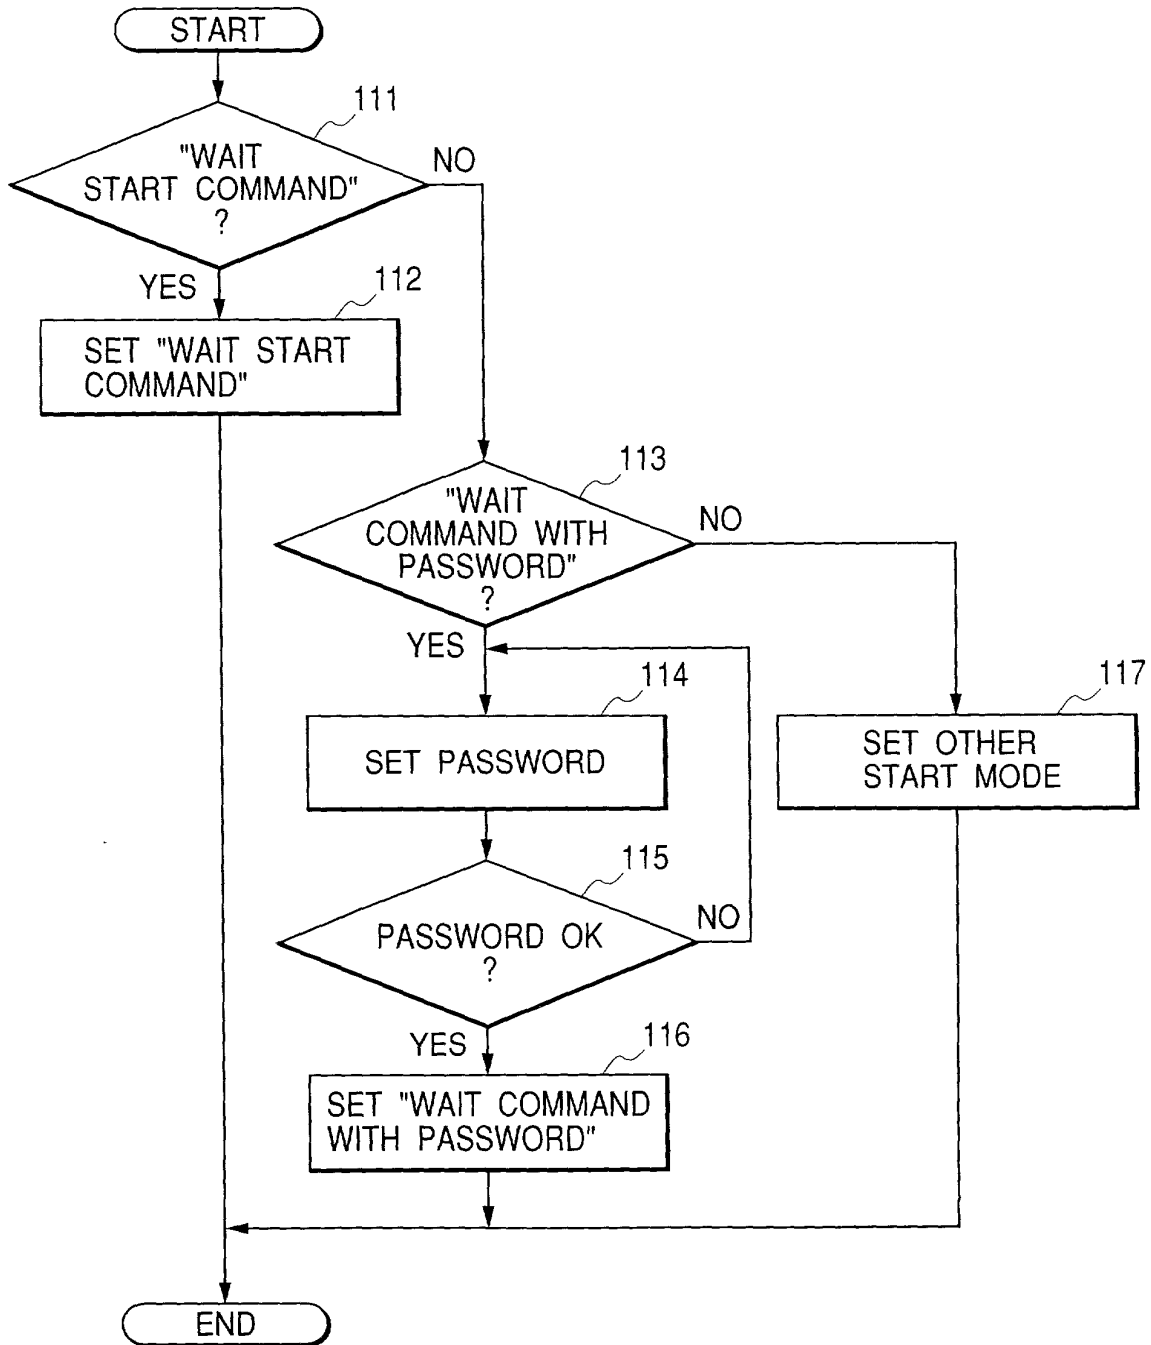 START
111
"WAIT
START COMMAND"
?
NO
YES
112
SET "WAIT START
COMMAND"
113
"WAIT
COMMAND WITH
PASSWORD"
?
NO
YES
114
SET PASSWORD
117
SET OTHER
START MODE
115
PASSWORD OK
?
NO
YES
116
SET "WAIT COMMAND
WITH PASSWORD"
END